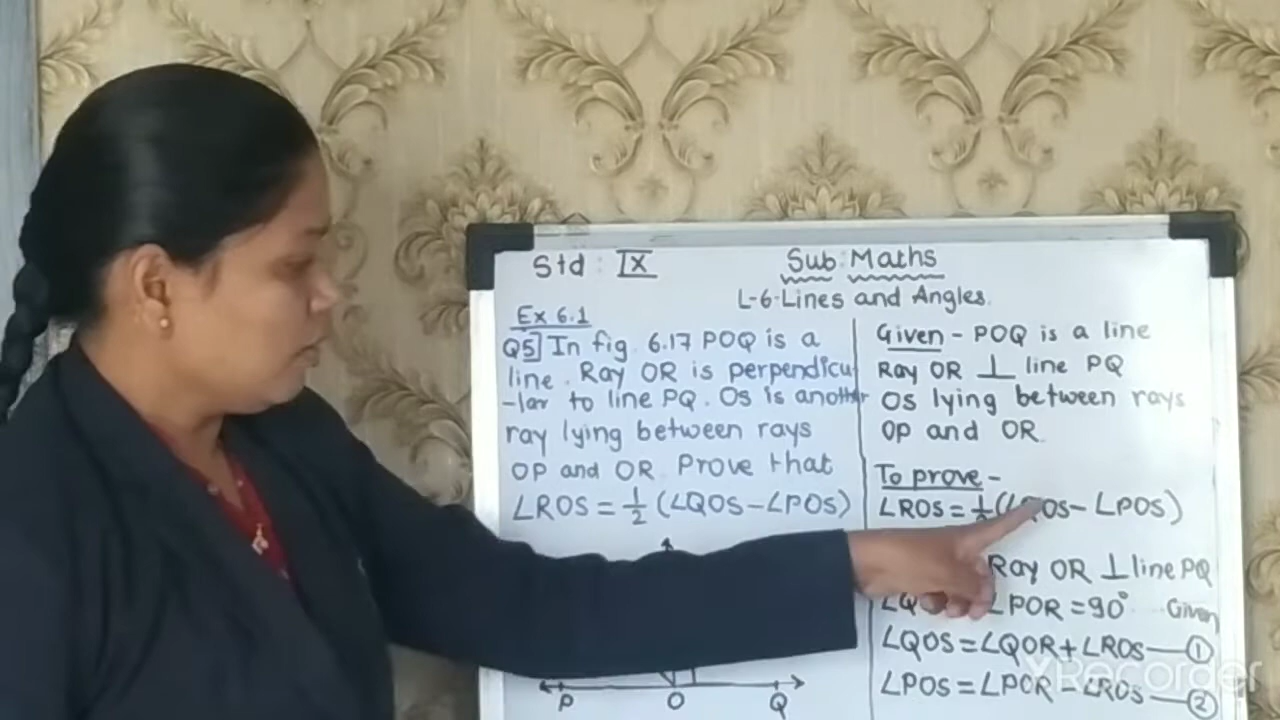 Std : IX
Sub: Maths
L-6-Lines and Angles.
Ex 6.1
Q5] In fig. 6.17 POQ is a
line. Ray OR is perpendicu
-lar to line PQ. OS is another
ray lying between rays
OP and OR. Prove that
∠ROS = 1/2 (∠QOS – ∠POS)
P O Q
Given - POQ is a line
Ray OR ⊥ line PQ
OS lying between rays
OP and OR.
To prove -
∠ROS = OS – ∠POS)
Ray OR ⊥ line PQ
∠POR = 90° Given
∠QOS = ∠QOR + ∠ROS — ①
∠POS = ∠POR – ∠ROS — ②
XRecorder